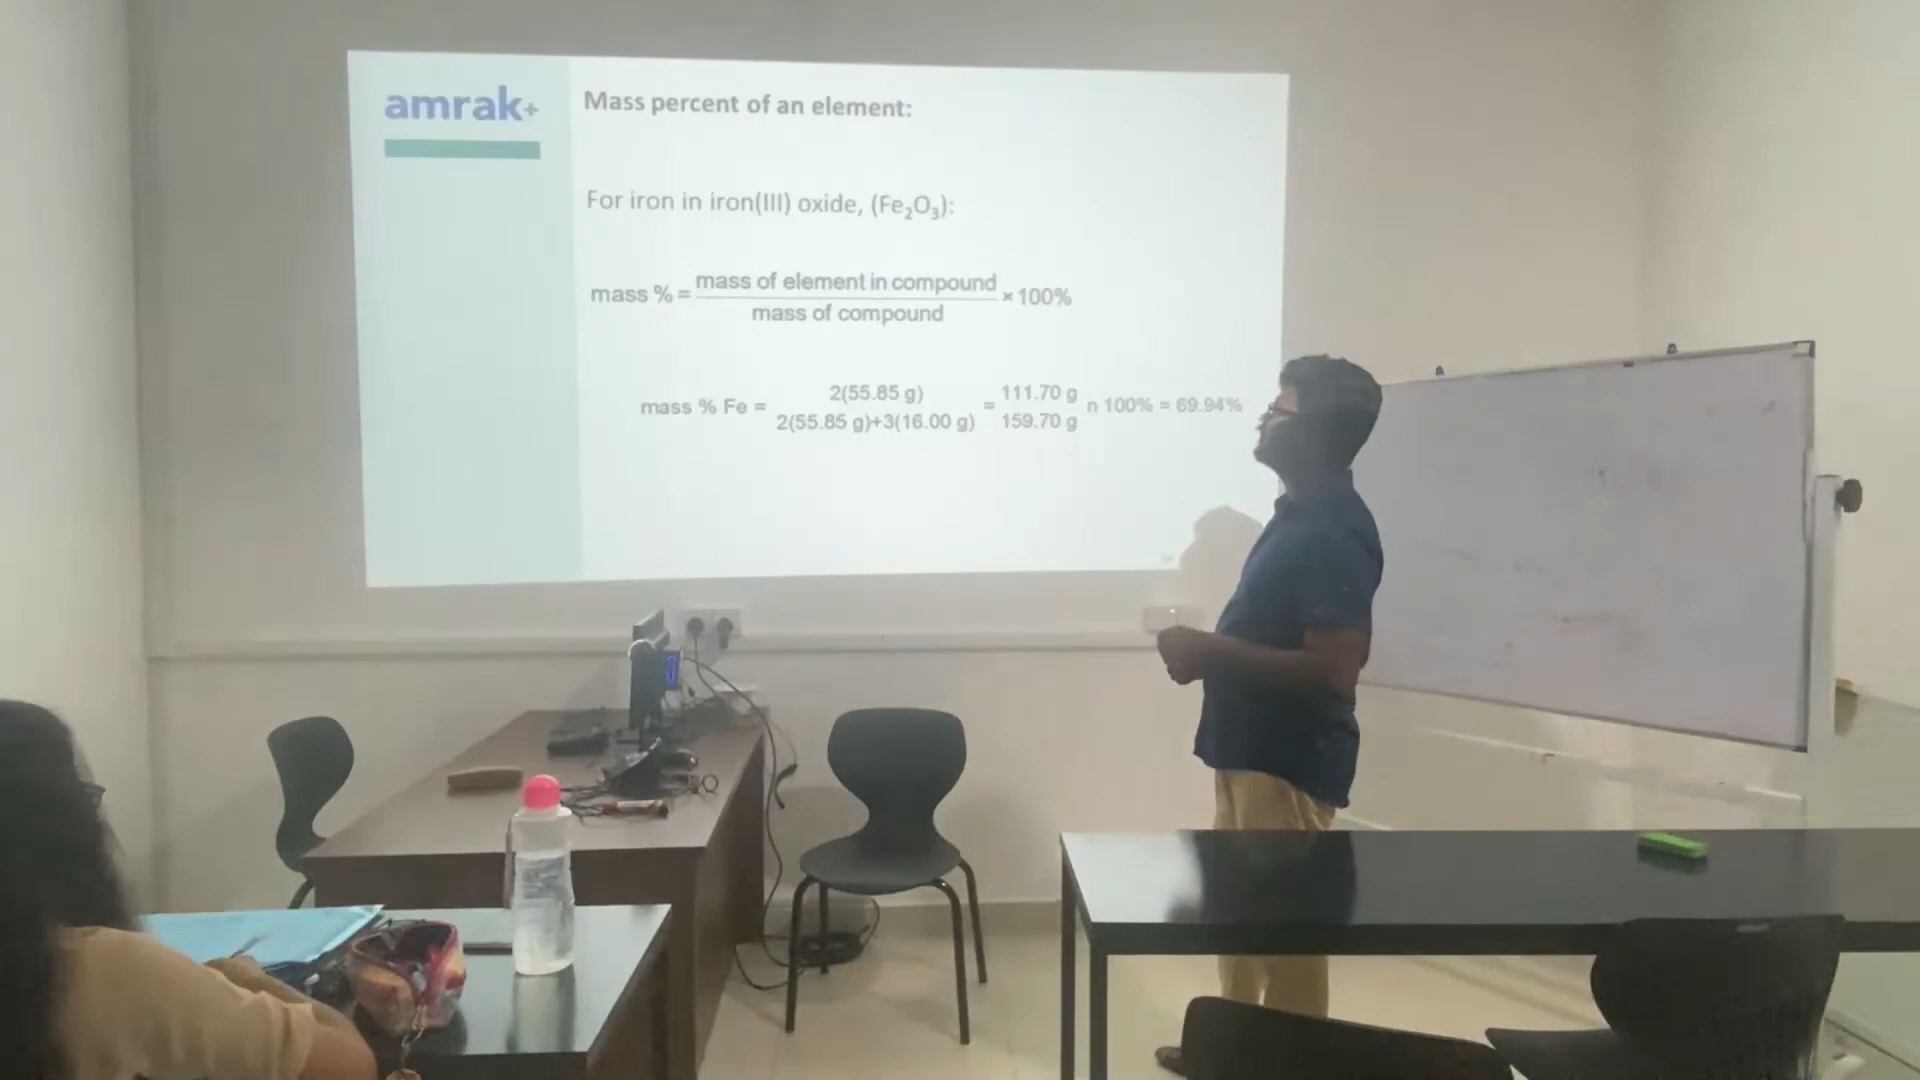 amrak+
Mass percent of an element:
For iron in iron(III) oxide, (Fe₂O₃):
mass % = mass of element in compound / mass of compound × 100%
mass % Fe = 2(55.85 g) / 2(55.85 g)+3(16.00 g) = 111.70 g / 159.70 g n 100% = 69.94%